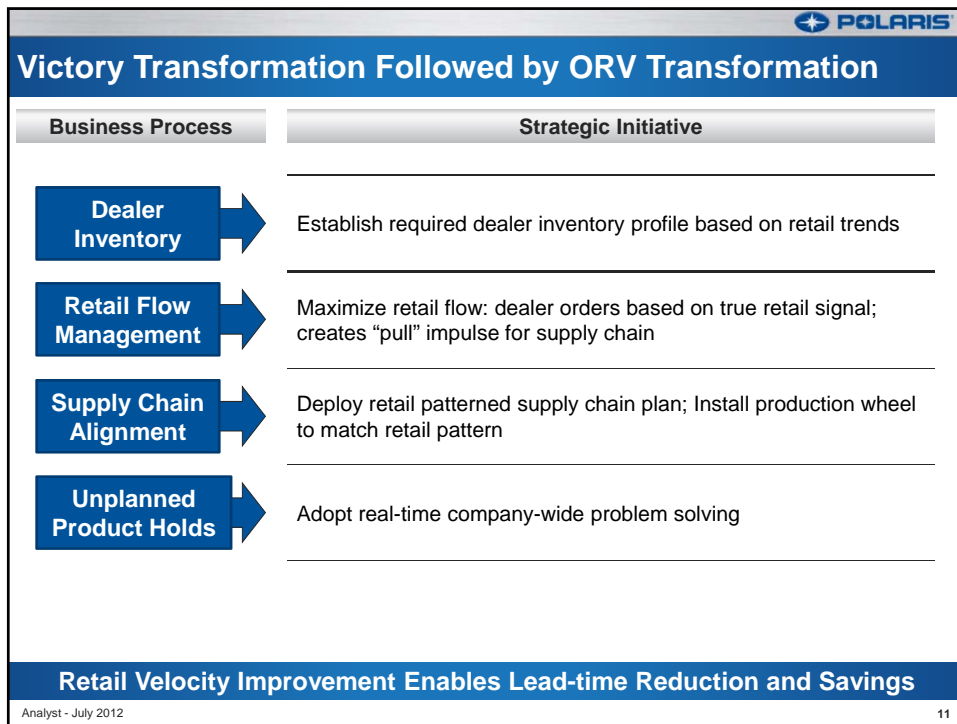 POLARIS
Victory Transformation Followed by ORV Transformation
Business Process
Strategic Initiative
Dealer
Inventory
Establish required dealer inventory profile based on retail trends
Retail Flow
Management
Maximize retail flow: dealer orders based on true retail signal;
creates “pull” impulse for supply chain
Supply Chain
Alignment
Deploy retail patterned supply chain plan; Install production wheel
to match retail pattern
Unplanned
Product Holds
Adopt real-time company-wide problem solving
Retail Velocity Improvement Enables Lead-time Reduction and Savings
Analyst - July 2012
11